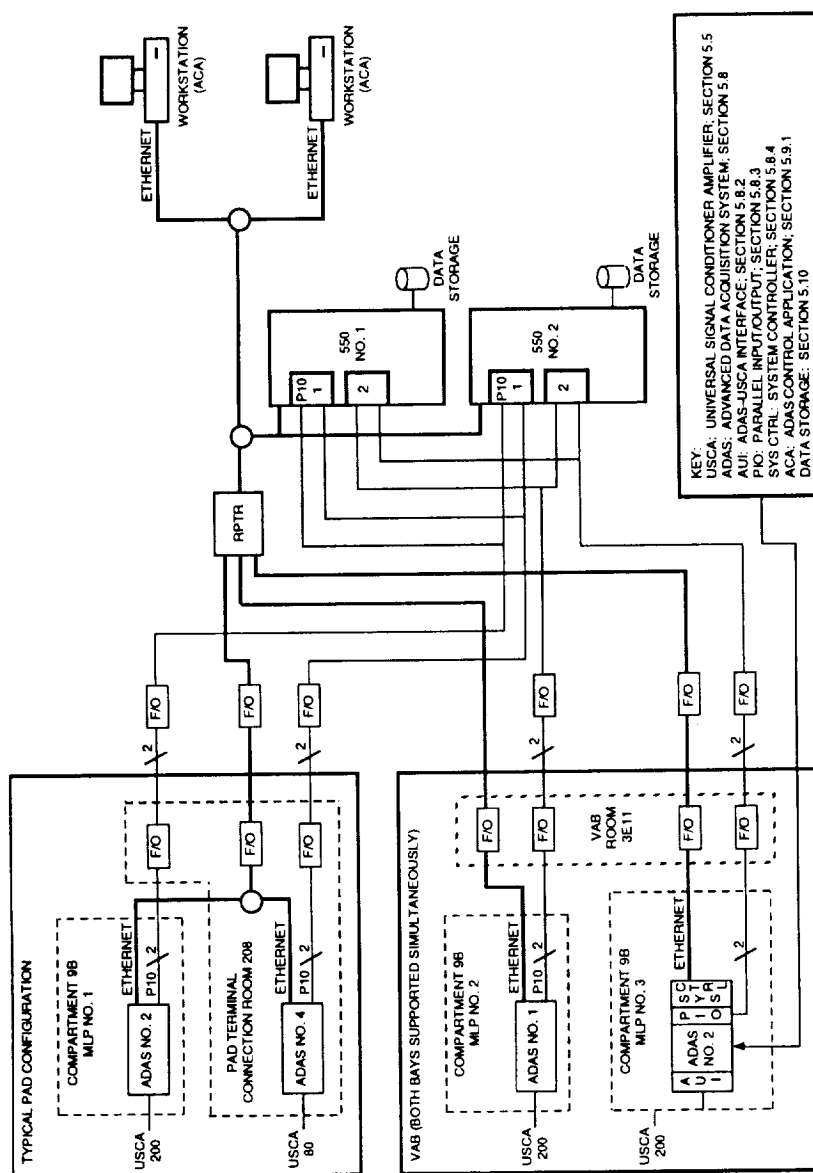 TYPICAL PAD CONFIGURATION
COMPARTMENT 9B
MLP NO. 1
USCA
200
ADAS NO. 2
ETHERNET
P10
2
F/O
2
F/O
PAD TERMINAL
CONNECTION ROOM 208
USCA
80
ADAS NO. 4
ETHERNET
P10
2
F/O
F/O
F/O
2
F/O
VAB (BOTH BAYS SUPPORTED SIMULTANEOUSLY)
COMPARTMENT 9B
MLP NO. 2
USCA
200
ADAS NO. 1
ETHERNET
P10
2
F/O
F/O
2
F/O
VAB
ROOM
3E11
COMPARTMENT 9B
MLP NO. 3
USCA
200
AUI
ADAS
NO. 2
PIO
SYS
CTRL
ETHERNET
2
F/O
F/O
F/O
2
F/O
RPTR
P10
1
2
550
NO. 1
DATA
STORAGE
P10
1
2
550
NO. 2
DATA
STORAGE
ETHERNET
WORKSTATION
(ACA)
ETHERNET
WORKSTATION
(ACA)
KEY:
USCA: UNIVERSAL SIGNAL CONDITIONER AMPLIFIER; SECTION 5.5
ADAS: ADVANCED DATA ACQUISITION SYSTEM; SECTION 5.8
AUI: ADAS-USCA INTERFACE; SECTION 5.8.2
PIO: PARALLEL INPUT/OUTPUT; SECTION 5.8.3
SYS CTRL: SYSTEM CONTROLLER; SECTION 5.8.4
ACA: ADAS CONTROL APPLICATION; SECTION 5.9.1
DATA STORAGE: SECTION 5.10